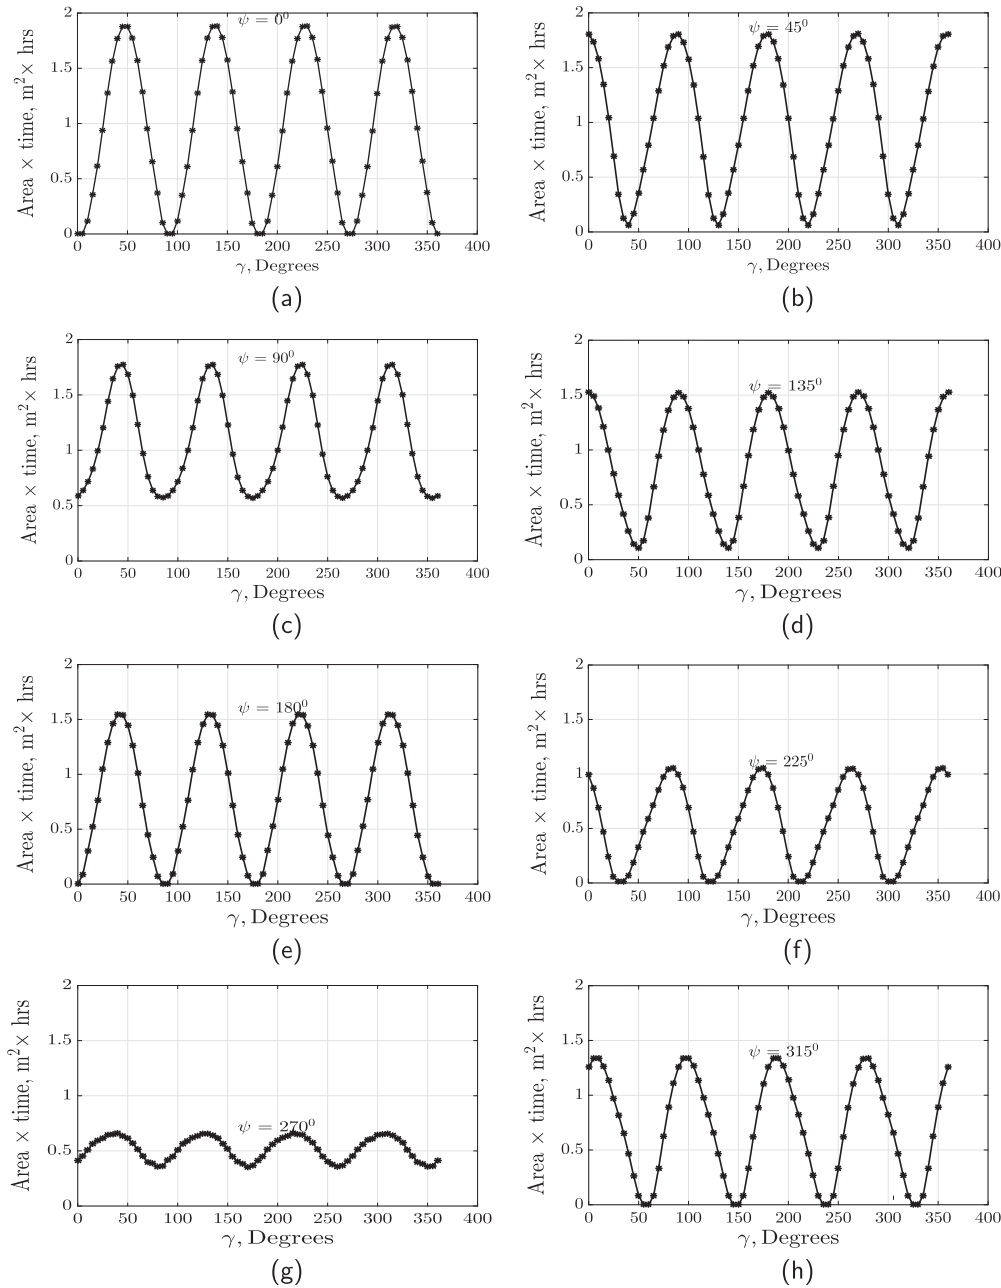 ψ = 0⁰
Area × time, m²× hrs
2
1.5
1
0.5
0
0 50 100 150 200 250 300 350 400
γ, Degrees
(a)
ψ = 45⁰
Area × time, m²× hrs
2
1.5
1
0.5
0
0 50 100 150 200 250 300 350 400
γ, Degrees
(b)
ψ = 90⁰
Area × time, m²× hrs
2
1.5
1
0.5
0
0 50 100 150 200 250 300 350 400
γ, Degrees
(c)
ψ = 135⁰
Area × time, m²× hrs
2
1.5
1
0.5
0
0 50 100 150 200 250 300 350 400
γ, Degrees
(d)
ψ = 180⁰
Area × time, m²× hrs
2
1.5
1
0.5
0
0 50 100 150 200 250 300 350 400
γ, Degrees
(e)
ψ = 225⁰
Area × time, m²× hrs
2
1.5
1
0.5
0
0 50 100 150 200 250 300 350 400
γ, Degrees
(f)
ψ = 270⁰
Area × time, m²× hrs
2
1.5
1
0.5
0
0 50 100 150 200 250 300 350 400
γ, Degrees
(g)
ψ = 315⁰
Area × time, m²× hrs
2
1.5
1
0.5
0
0 50 100 150 200 250 300 350 400
γ, Degrees
(h)